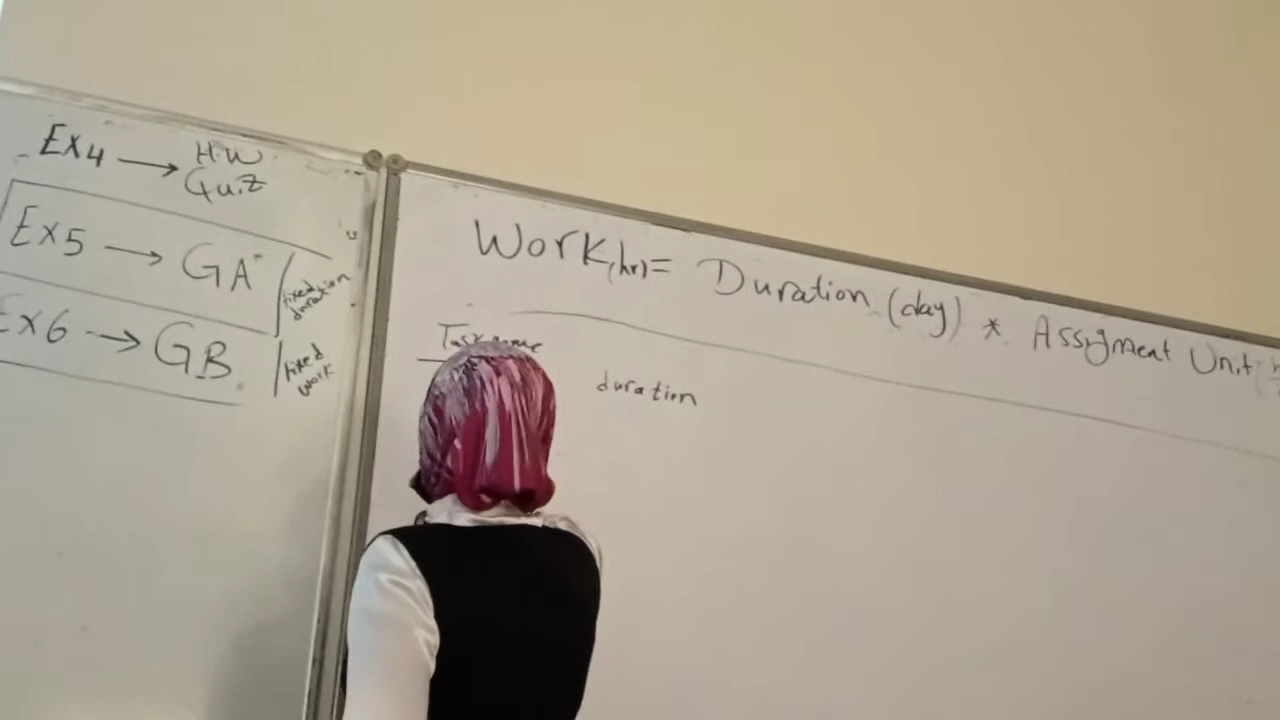 Ex4 → H.W
Quiz
Ex5 → GA
fixed
duration
Ex6 → GB
fixed
work
Work(hr) = Duration (day) * Assigment Unit
Task name
duration